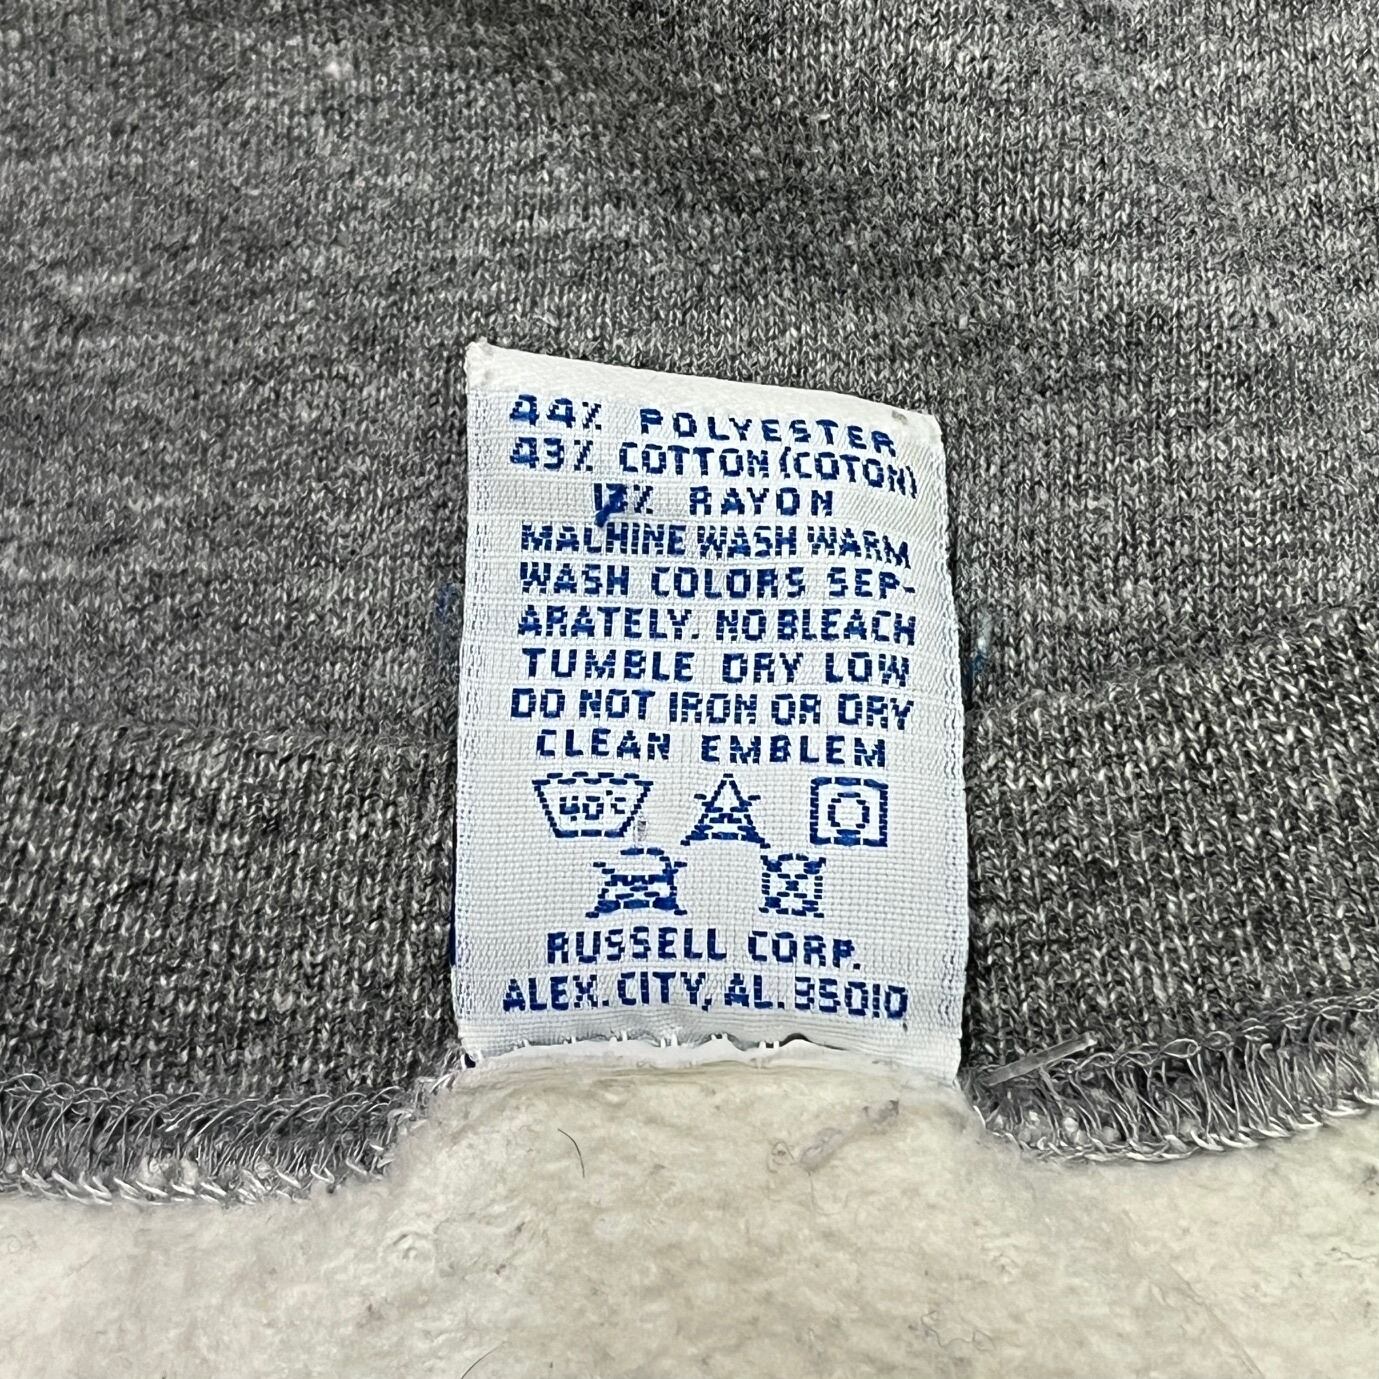 44% POLYESTER
43% COTTON (COTON)
13% RAYON
MACHINE WASH WARM
WASH COLORS SEP-
ARATELY. NO BLEACH
TUMBLE DRY LOW
DO NOT IRON OR DRY
CLEAN EMBLEM
40°c
RUSSELL CORP.
ALEX. CITY, AL. 35010